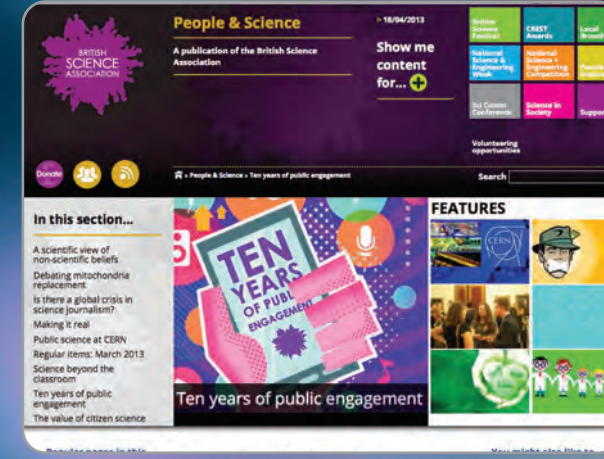 BRITISH
SCIENCE
ASSOCIATION
People & Science
A publication of the British Science
Association
> 18/04/2013
Show me
content
for...
British
Science
Festival
CREST
Awards
Local
National
Science &
Engineering
Week
National
Science +
Engineering
Competition
Sci Comm
Conference
Science in
Society
Support
Volunteering
opportunities
Donate
» People & Science » Ten years of public engagement
Search
In this section...
A scientific view of
non-scientific beliefs
Debating mitochondria
replacement
Is there a global crisis in
science journalism?
Making it real
Public science at CERN
Regular items: March 2013
Science beyond the
classroom
Ten years of public
engagement
The value of citizen science
TEN
YEARS
OF PUBL
ENGAGEMENT
Ten years of public engagement
FEATURES
CERN